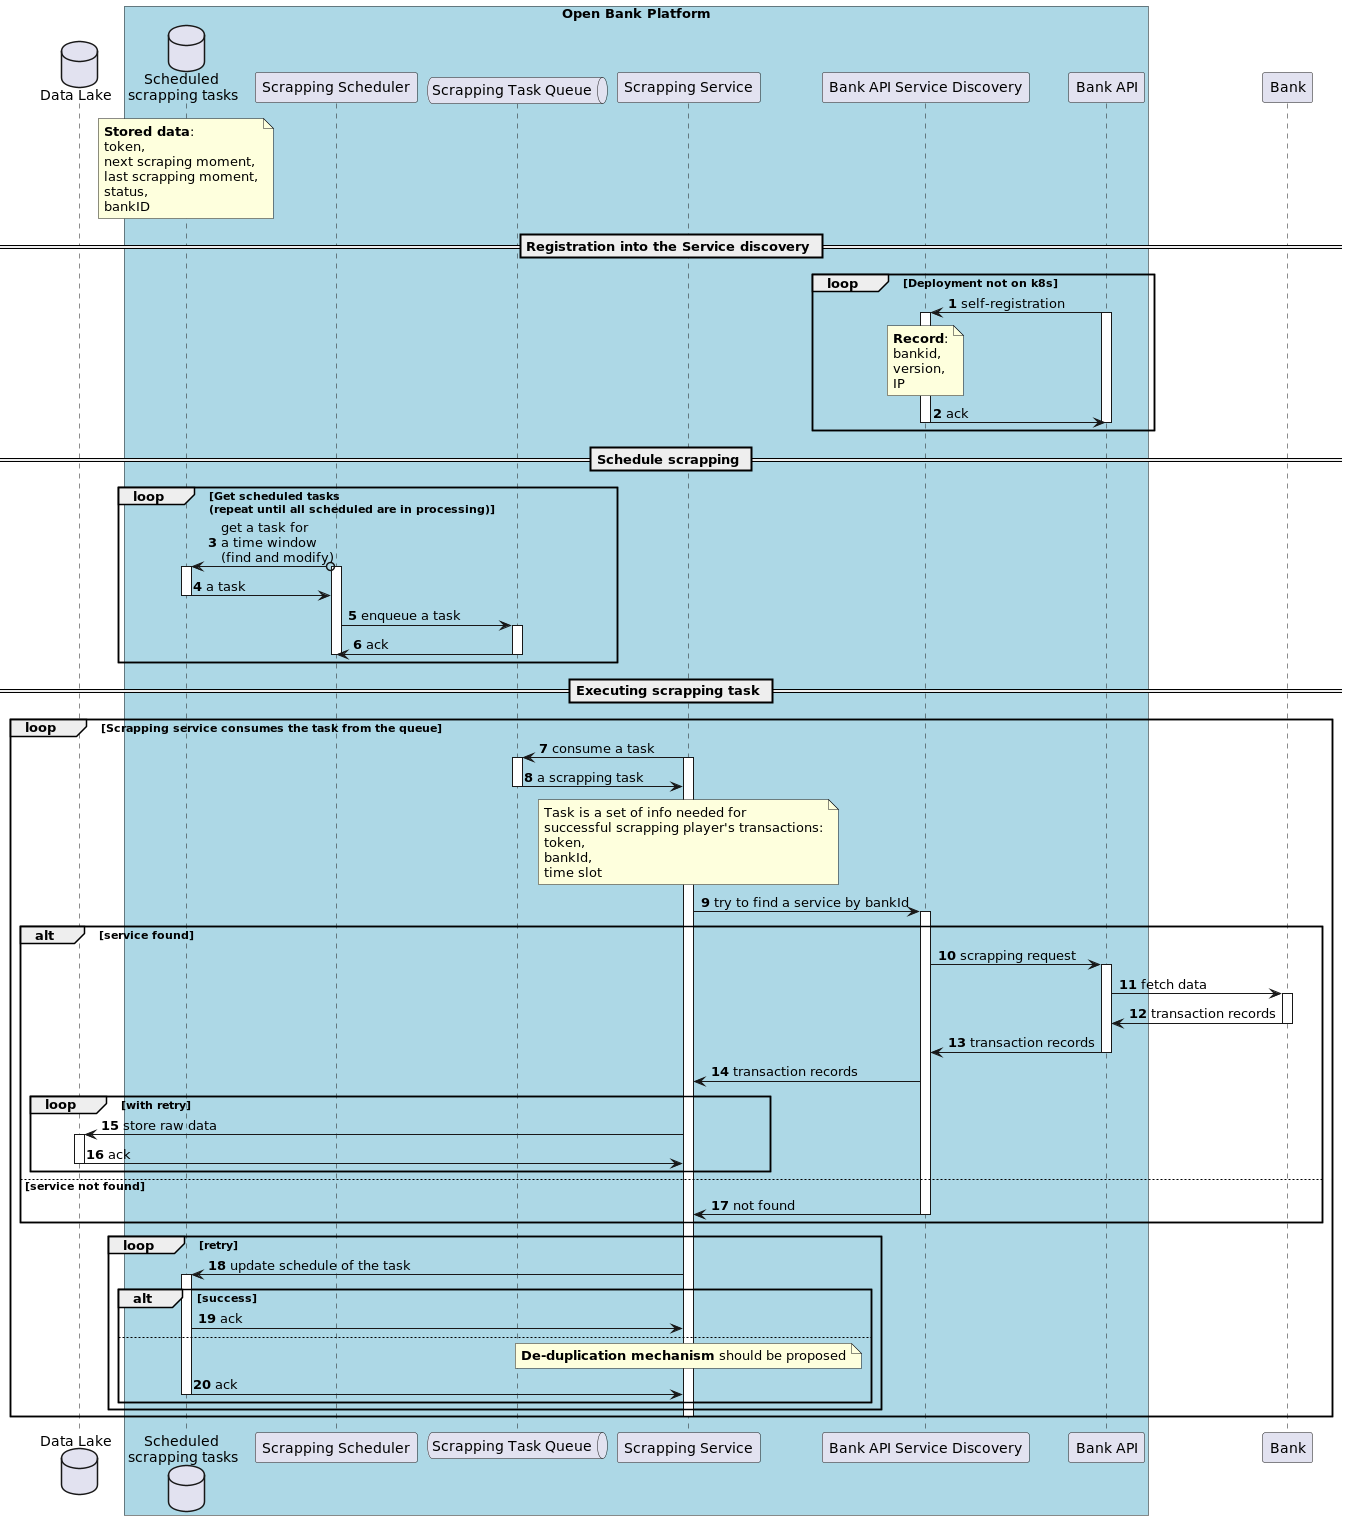 Open Bank Platform
Data Lake
Scheduled
scrapping tasks
Scrapping Scheduler
Scrapping Task Queue
Scrapping Service
Bank API Service Discovery
Bank API
Bank
Stored data:
token,
next scraping moment,
last scrapping moment,
status,
bankID
Registration into the Service discovery
loop [Deployment not on k8s]
1 self-registration
Record:
bankid,
version,
IP
2 ack
Schedule scrapping
loop [Get scheduled tasks
(repeat until all scheduled are in processing)]
get a task for
3 a time window
(find and modify)
4 a task
5 enqueue a task
6 ack
Executing scrapping task
loop [Scrapping service consumes the task from the queue]
7 consume a task
8 a scrapping task
Task is a set of info needed for
successful scrapping player's transactions:
token,
bankId,
time slot
9 try to find a service by bankId
alt [service found]
10 scrapping request
11 fetch data
12 transaction records
13 transaction records
14 transaction records
loop [with retry]
15 store raw data
16 ack
[service not found]
17 not found
loop [retry]
18 update schedule of the task
alt [success]
19 ack
De-duplication mechanism should be proposed
20 ack
Data Lake
Scheduled
scrapping tasks
Scrapping Scheduler
Scrapping Task Queue
Scrapping Service
Bank API Service Discovery
Bank API
Bank